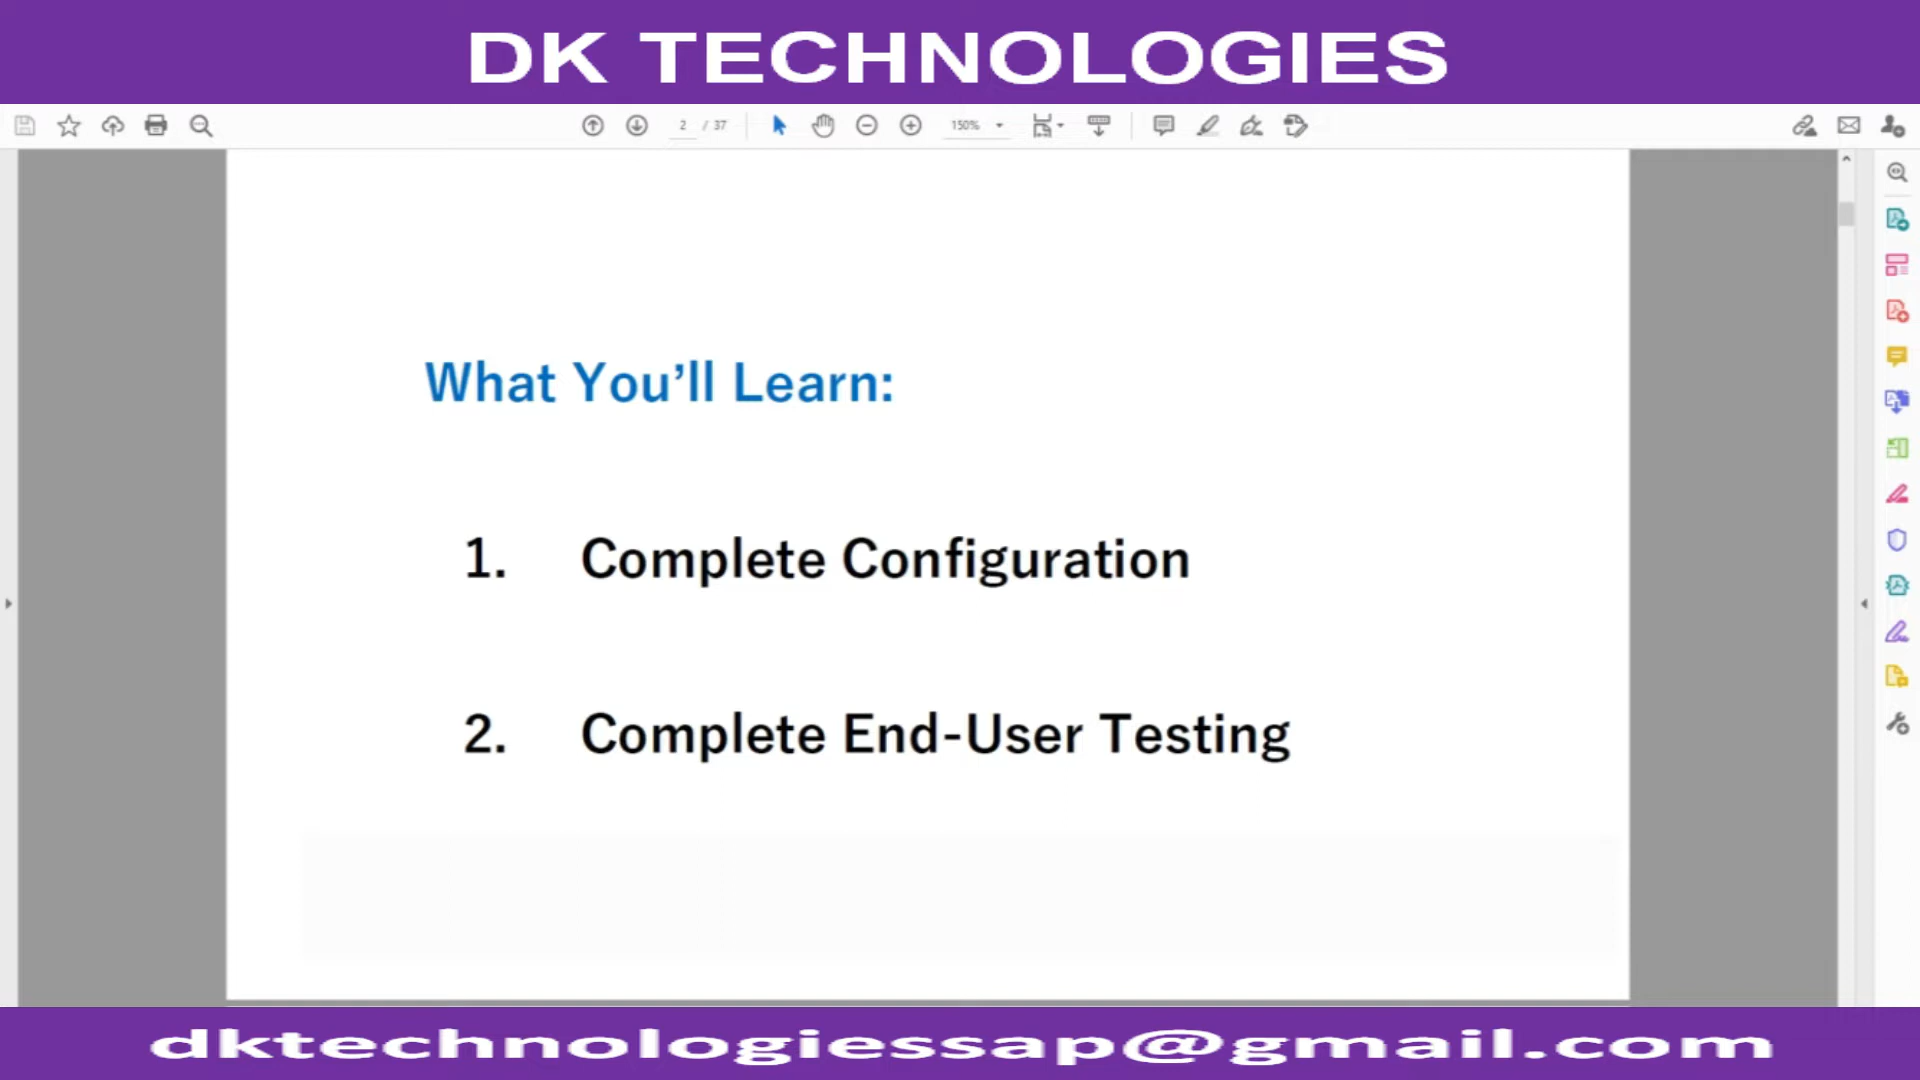 DK TECHNOLOGIES
2 / 37
150%
What You’ll Learn:
1. Complete Configuration
2. Complete End-User Testing
dktechnologiessap@gmail.com